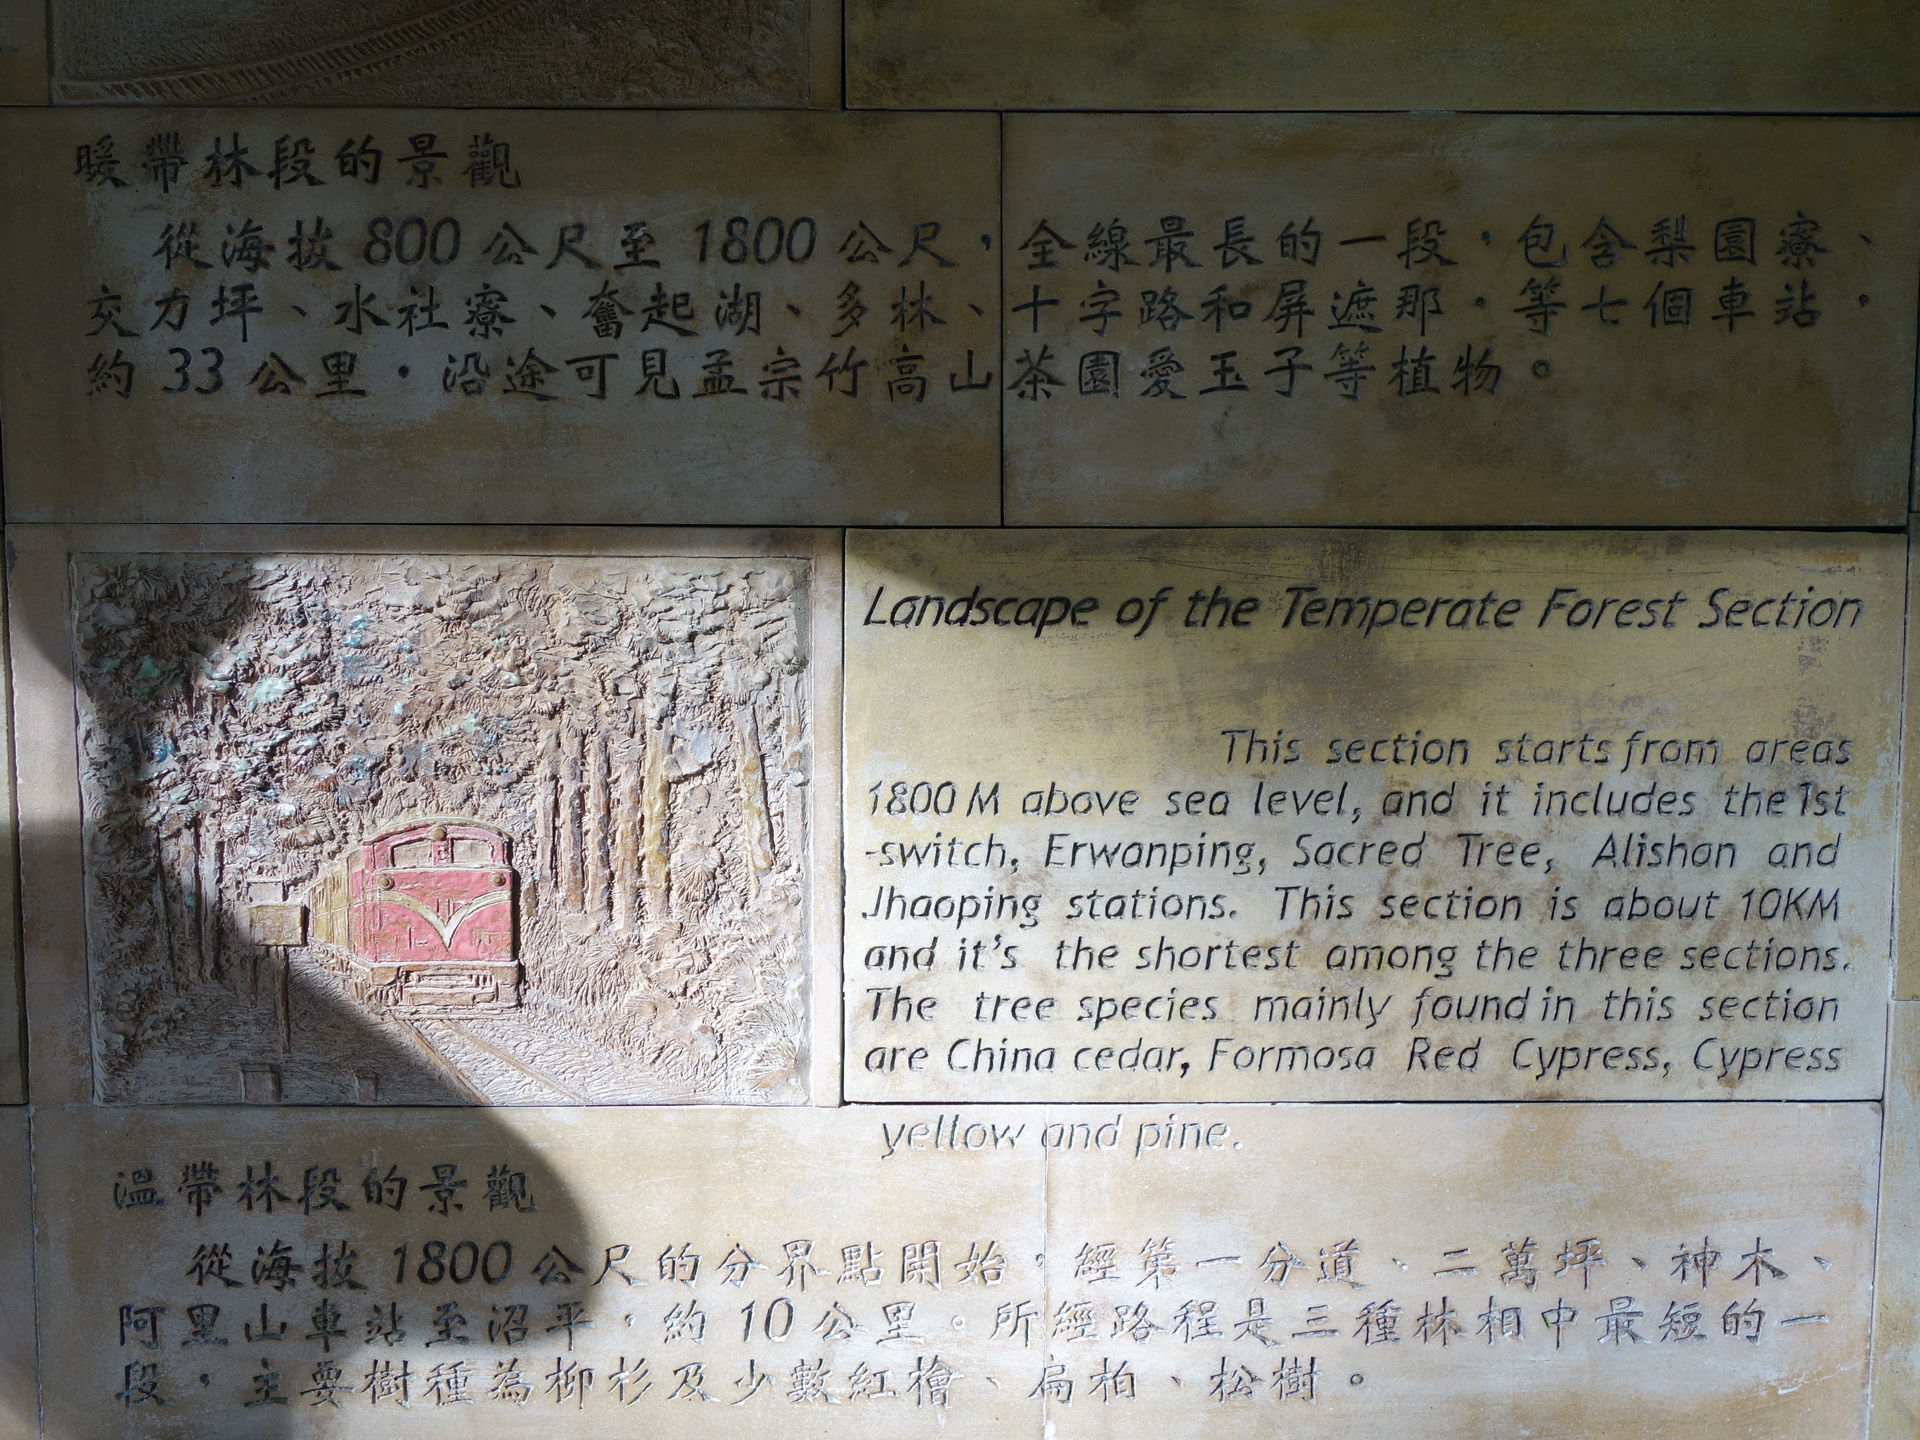 暖帶林段的景觀
從海拔 800 公尺至 1800 公尺，全線最長的一段，包含梨園寮、
交力坪、水社寮、奮起湖、多林、十字路和屏遮那，等七個車站，
約 33 公里，沿途可見孟宗竹高山茶園愛玉子等植物。
Landscape of the Temperate Forest Section
This section starts from areas
1800 M above sea level, and it includes the 1st
-switch, Erwanping, Sacred Tree, Alishan and
Jhaoping stations. This section is about 10KM
and it's the shortest among the three sections.
The tree species mainly found in this section
are China cedar, Formosa Red Cypress, Cypress
yellow and pine.
溫帶林段的景觀
從海拔 1800 公尺的分界點開始，經第一分道、二萬坪、神木、
阿里山車站至沼平，約 10 公里。所經路程是三種林相中最短的一
段，主要樹種為柳杉及少數紅檜、扁柏、松樹。